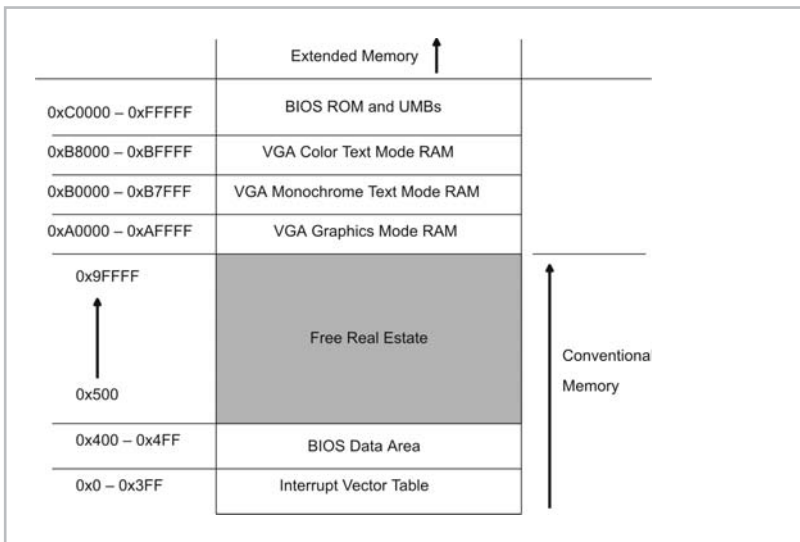 Extended Memory
0xC0000 – 0xFFFFF
BIOS ROM and UMBs
0xB8000 – 0xBFFFF
VGA Color Text Mode RAM
0xB0000 – 0xB7FFF
VGA Monochrome Text Mode RAM
0xA0000 – 0xAFFFF
VGA Graphics Mode RAM
0x9FFFF
Free Real Estate
0x500
Conventional
Memory
0x400 – 0x4FF
BIOS Data Area
0x0 – 0x3FF
Interrupt Vector Table